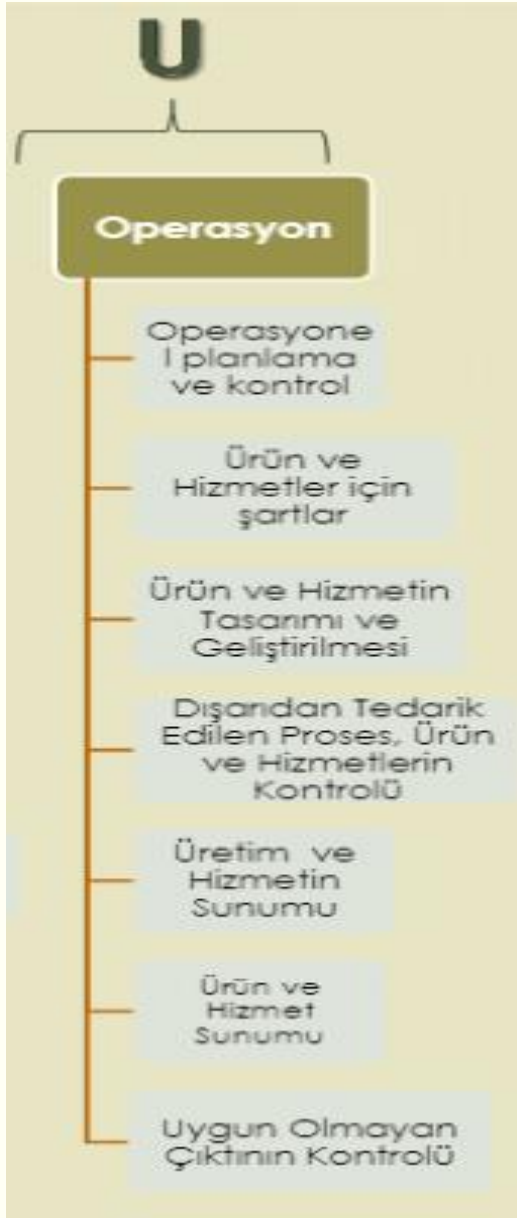 U
Operasyon
Operasyone
l planlama
ve kontrol
Ürün ve
Hizmetler için
şartlar
Ürün ve Hizmetin
Tasarımı ve
Geliştirilmesi
Dışarıdan Tedarik
Edilen Proses, Ürün
ve Hizmetlerin
Kontrolü
Üretim ve
Hizmetin
Sunumu
Ürün ve
Hizmet
Sunumu
Uygun Olmayan
Çıktının Kontrolü